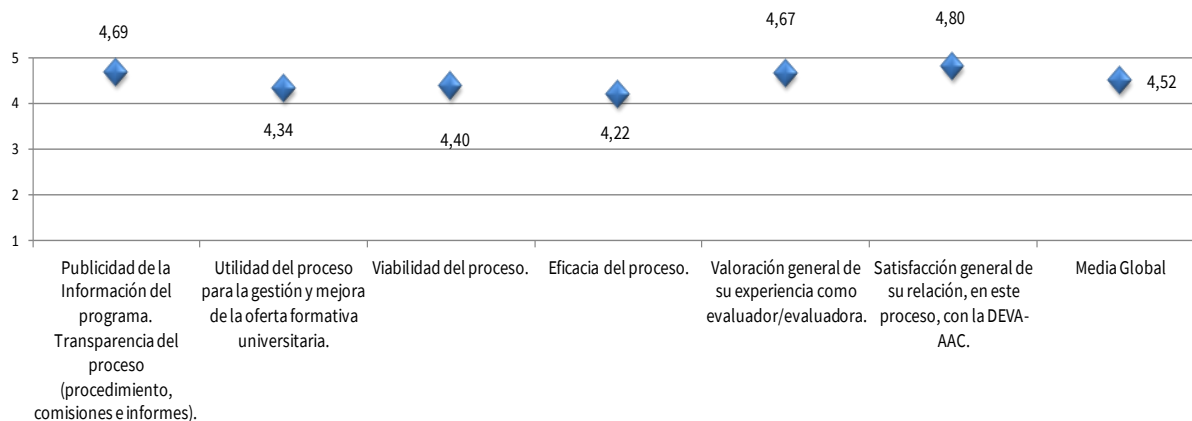 4,69
4,67
4,80
5
4,52
4
4,34
4,40
4,22
3
2
1
Publicidad de la
Información del
programa.
Transparencia del
proceso
(procedimiento,
comisiones e informes).
Utilidad del proceso
para la gestión y mejora
de la oferta formativa
universitaria.
Viabilidad del proceso.
Eficacia del proceso.
Valoración general de
su experiencia como
evaluador/evaluadora.
Satisfacción general de
su relación, en este
proceso, con la DEVA-
AAC.
Media Global